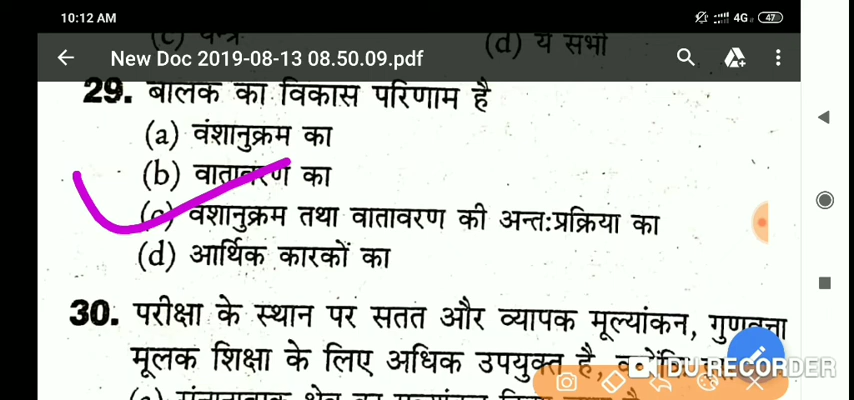 10:12 AM
4G 47
(d) ये सभी
New Doc 2019-08-13 08.50.09.pdf
29. बालक का विकास परिणाम है
(a) वंशानुक्रम का
(b) वातावरण का
(c) वंशानुक्रम तथा वातावरण की अन्त:प्रक्रिया का
(d) आर्थिक कारकों का
30. परीक्षा के स्थान पर सतत और व्यापक मूल्यांकन, गुणवत्ता
मूलक शिक्षा के लिए अधिक उपयुक्त है,
DU RECORDER